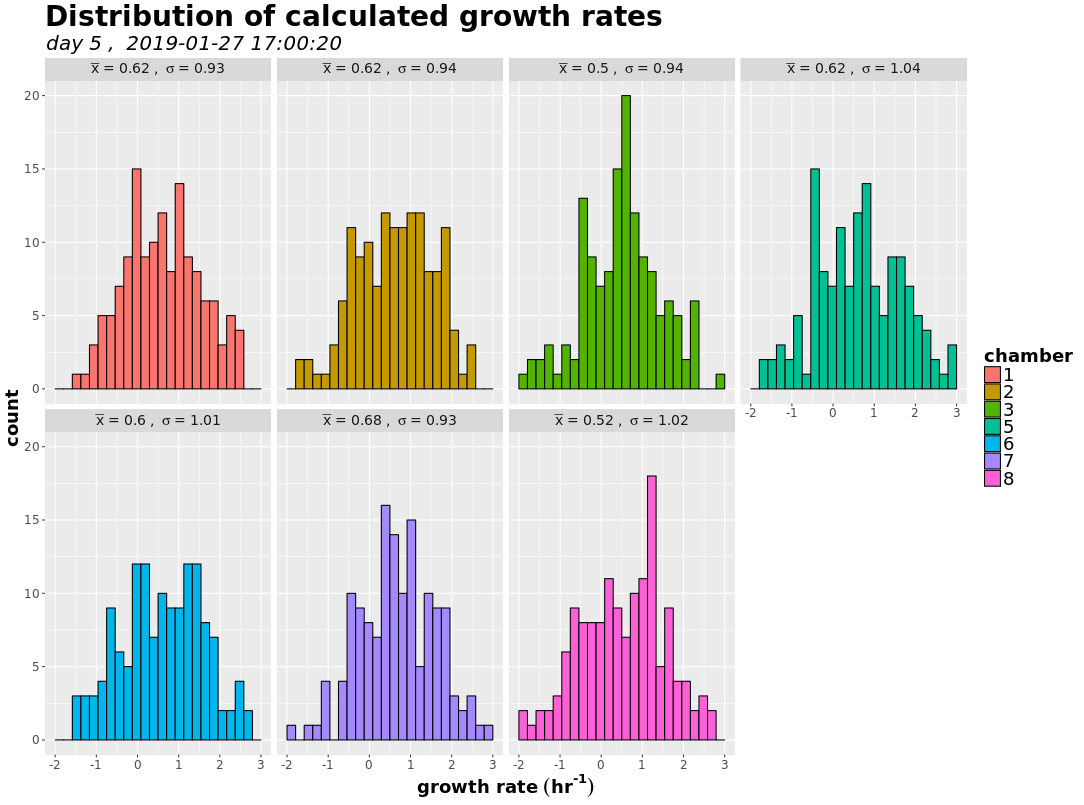 Distribution of calculated growth rates
day 5 , 2019-01-27 17:00:20
x̅ = 0.62 , σ = 0.93
x̅ = 0.62 , σ = 0.94
x̅ = 0.5 , σ = 0.94
x̅ = 0.62 , σ = 1.04
20
15
10
5
0
-2 -1 0 1 2 3
count
x̅ = 0.6 , σ = 1.01
x̅ = 0.68 , σ = 0.93
x̅ = 0.52 , σ = 1.02
20
15
10
5
0
-2 -1 0 1 2 3
-2 -1 0 1 2 3
-2 -1 0 1 2 3
growth rate (hr⁻¹)
chamber
1
2
3
5
6
7
8